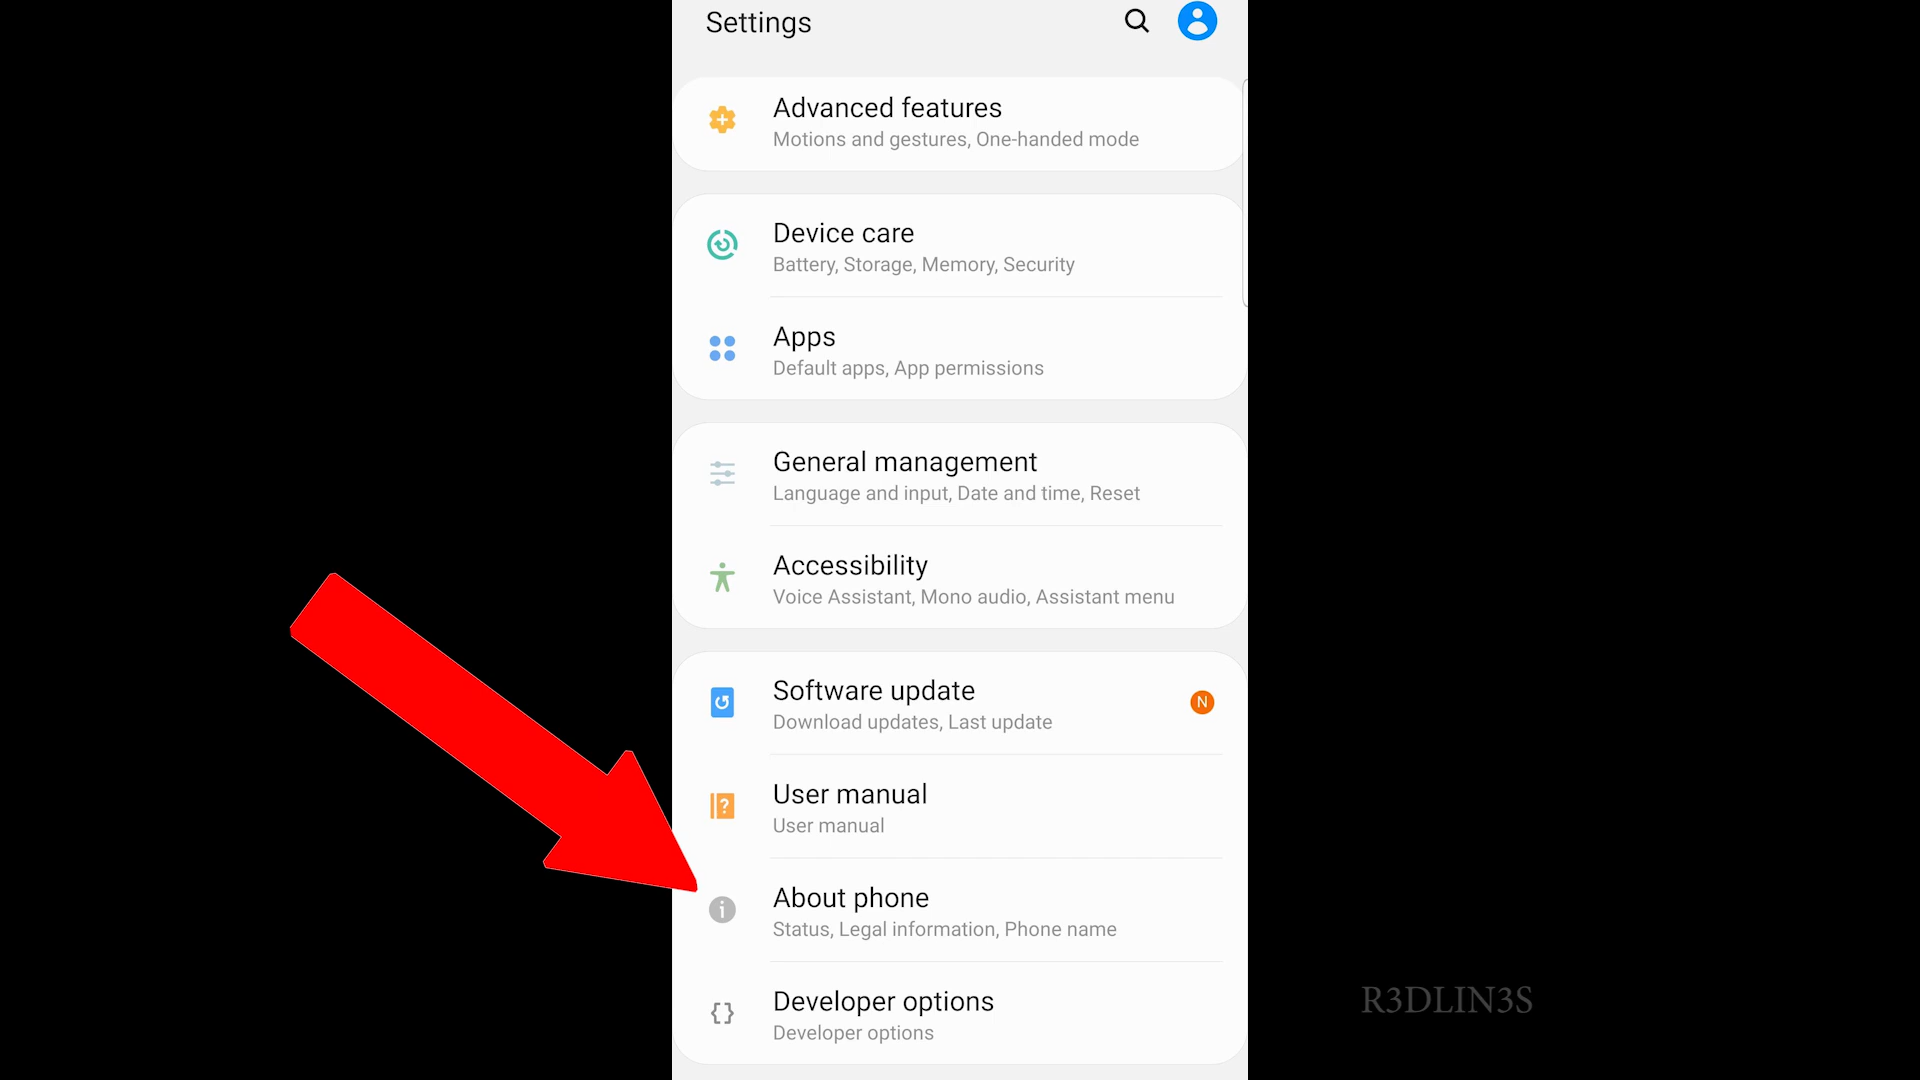 Settings
Advanced features
Motions and gestures, One-handed mode
Device care
Battery, Storage, Memory, Security
Apps
Default apps, App permissions
General management
Language and input, Date and time, Reset
Accessibility
Voice Assistant, Mono audio, Assistant menu
Software update
N
Download updates, Last update
User manual
User manual
About phone
Status, Legal information, Phone name
Developer options
Developer options
R3DLIN3S